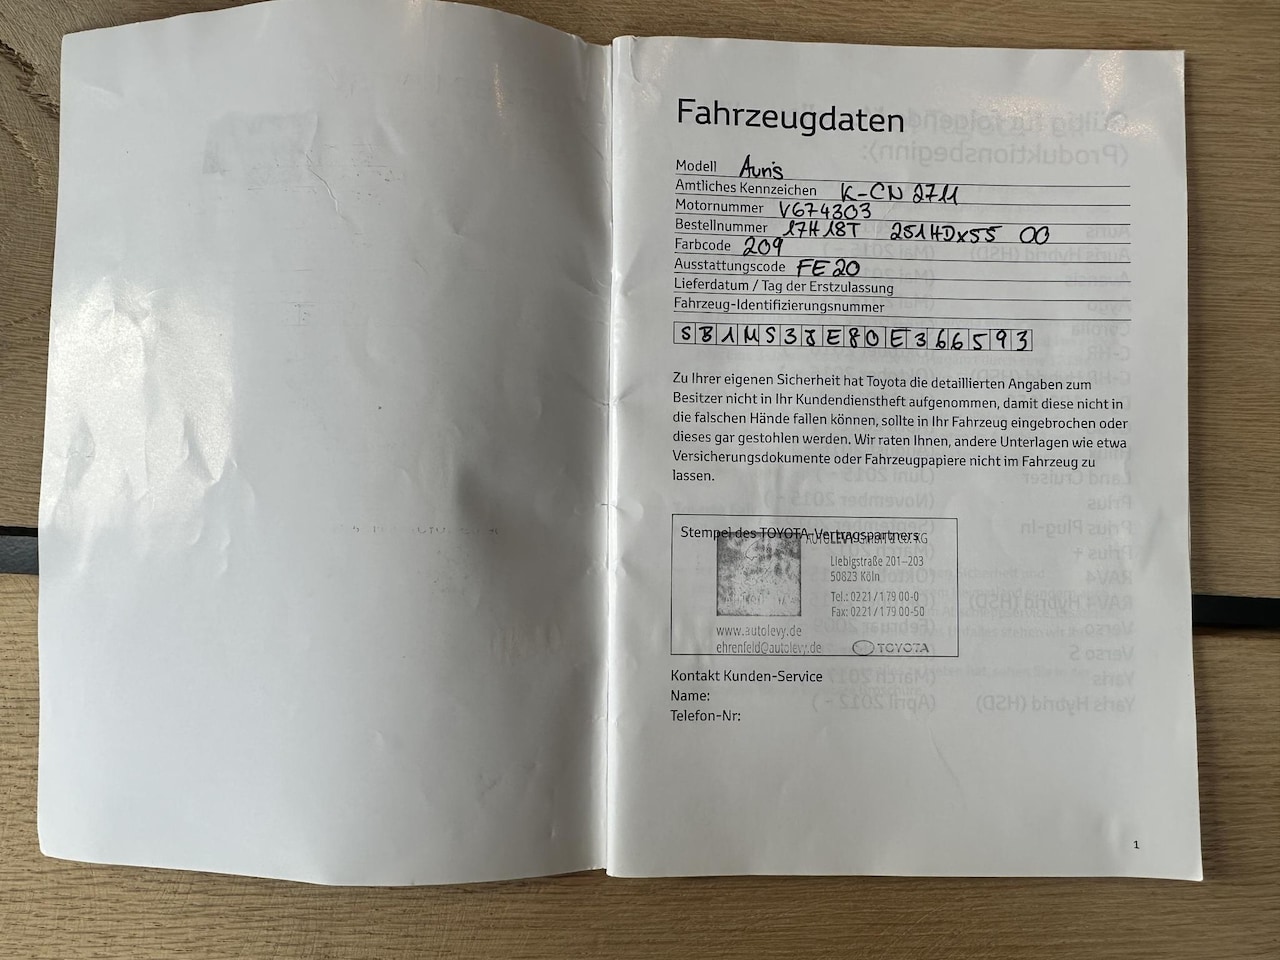 Fahrzeugdaten
Modell Auris
Amtliches Kennzeichen K-CN 2711
Motornummer V674303
Bestellnummer 17H18T 251HDX55 00
Farbcode 209
Ausstattungscode FE20
Lieferdatum / Tag der Erstzulassung
Fahrzeug-Identifizierungsnummer
SB1MS3JE80E366593
Zu Ihrer eigenen Sicherheit hat Toyota die detaillierten Angaben zum
Besitzer nicht in Ihr Kundendienstheft aufgenommen, damit diese nicht in
die falschen Hände fallen können, sollte in Ihr Fahrzeug eingebrochen oder
dieses gar gestohlen werden. Wir raten Ihnen, andere Unterlagen wie etwa
Versicherungsdokumente oder Fahrzeugpapiere nicht im Fahrzeug zu
lassen.
Stempel des TOYOTA-Vertragspartners
Liebigstraße 201–203
50823 Köln
Tel.: 0221 / 1 79 00-0
Fax: 0221 / 1 79 00-50
www.autolevy.de
ehrenfeld@autolevy.de TOYOTA
Kontakt Kunden-Service
Name:
Telefon-Nr:
1